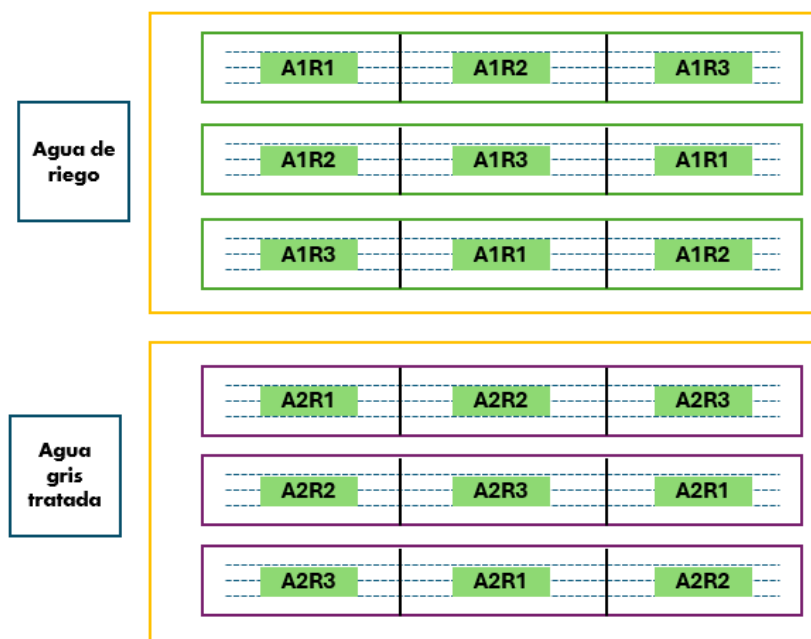 A1R1 A1R2 A1R3
Agua de
riego
A1R2 A1R3 A1R1
A1R3 A1R1 A1R2
A2R1 A2R2 A2R3
Agua
gris
tratada
A2R2 A2R3 A2R1
A2R3 A2R1 A2R2